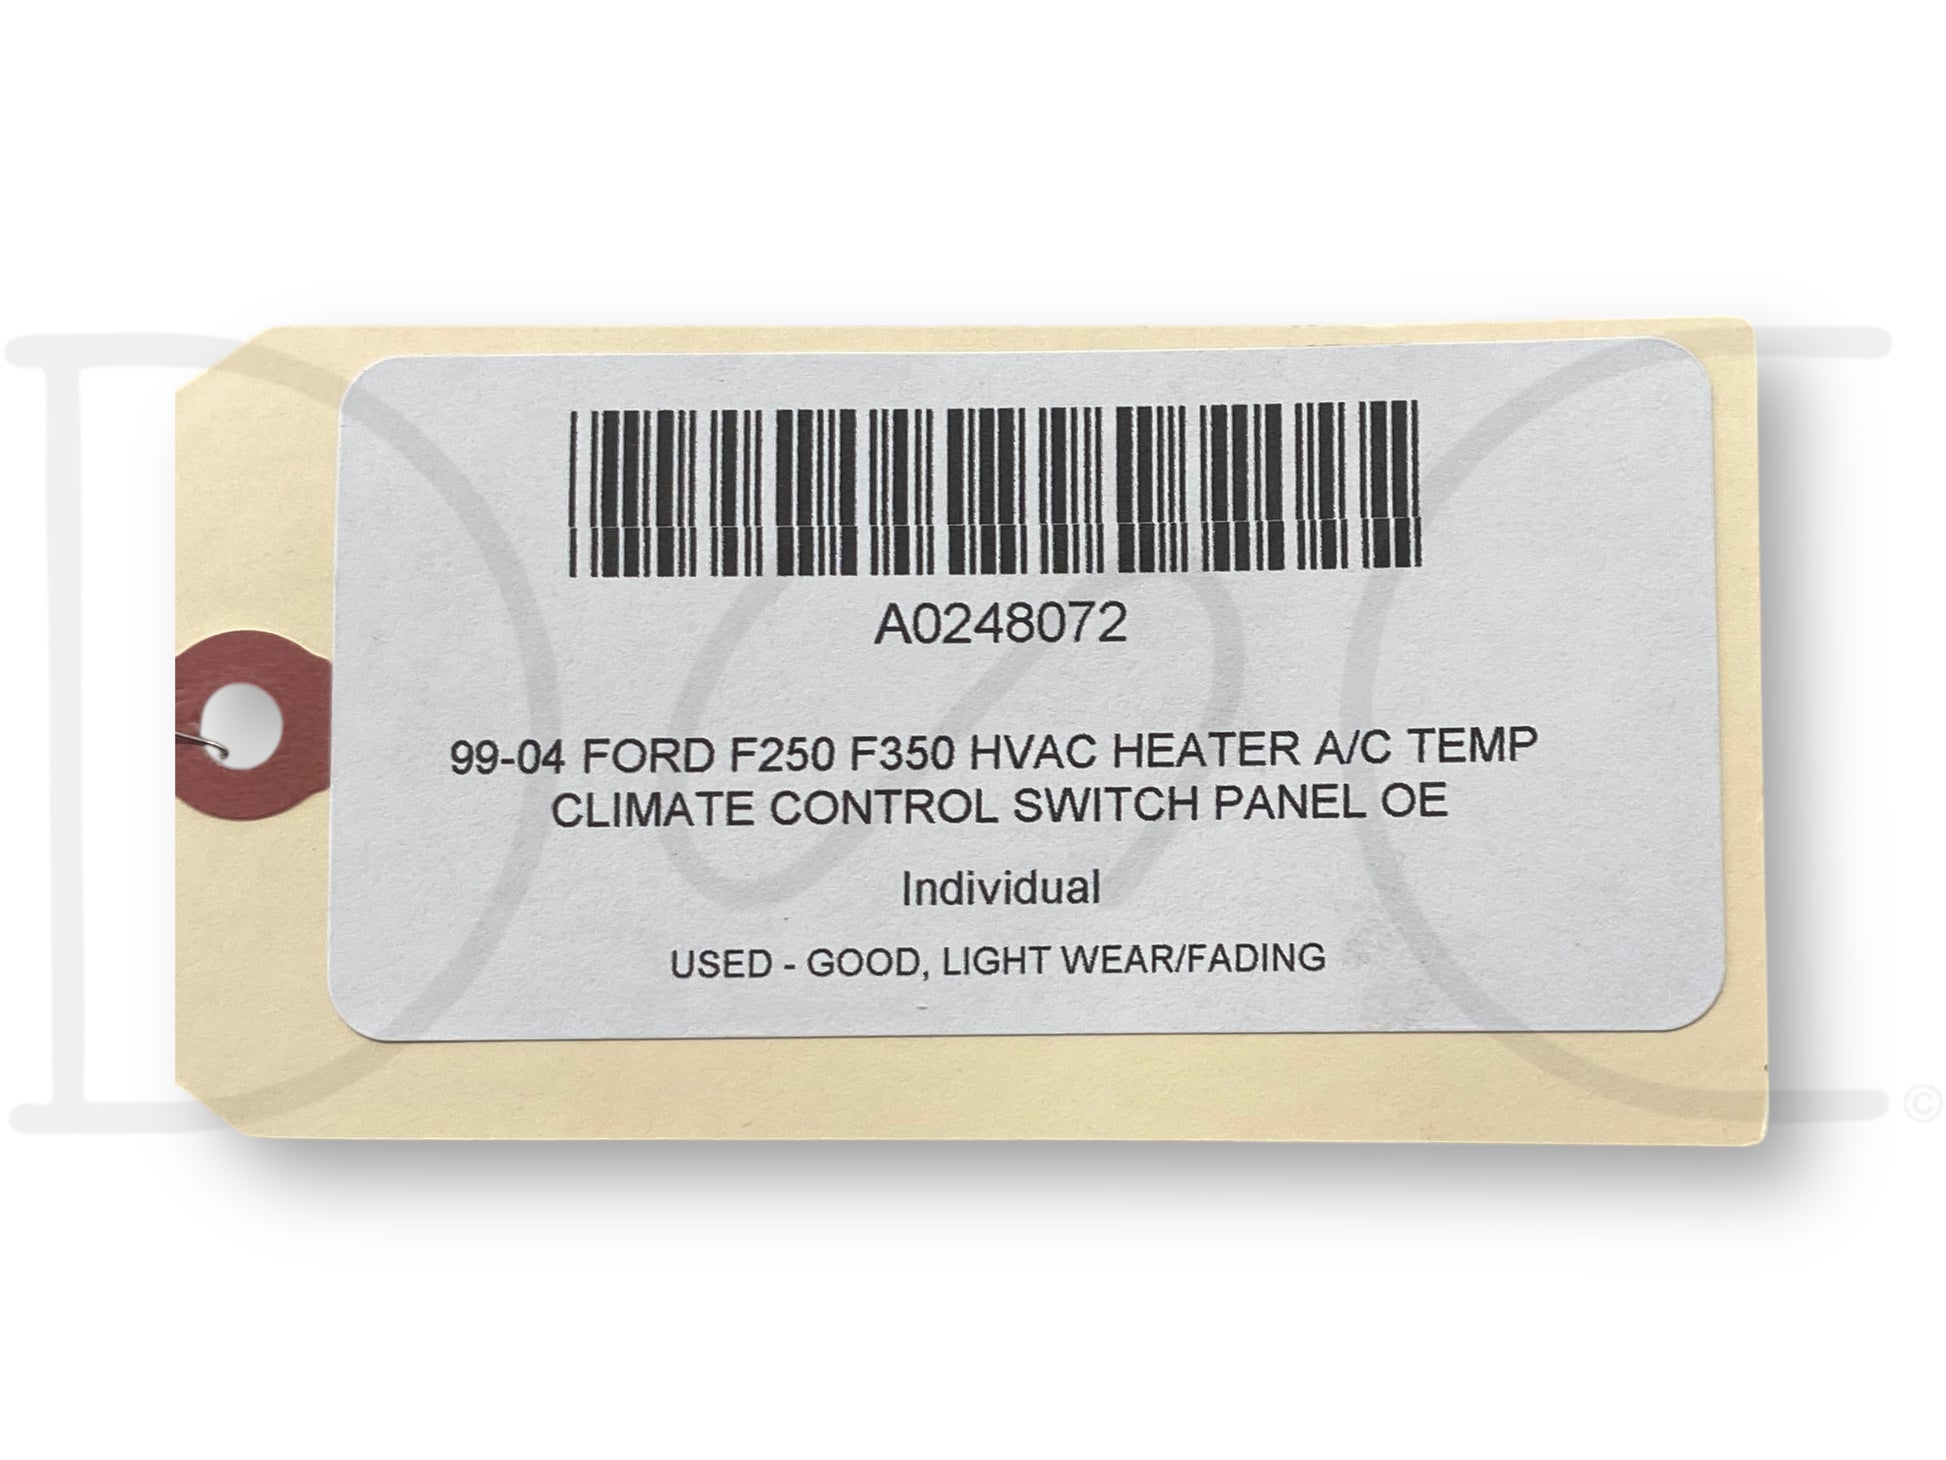 A0248072
99-04 FORD F250 F350 HVAC HEATER A/C TEMP
CLIMATE CONTROL SWITCH PANEL OE
Individual
USED - GOOD, LIGHT WEAR/FADING
©